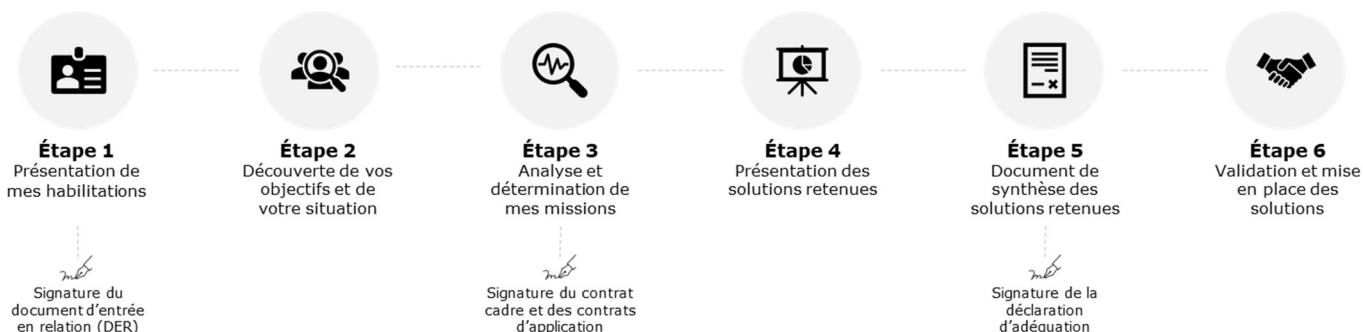 Étape 1
Présentation de
mes habilitations
Étape 2
Découverte de vos
objectifs et de
votre situation
Étape 3
Analyse et
détermination de
mes missions
Étape 4
Présentation des
solutions retenues
Étape 5
Document de
synthèse des
solutions retenues
Étape 6
Validation et mise
en place des
solutions
Signature du
document d'entrée
en relation (DER)
Signature du contrat
cadre et des contrats
d'application
Signature de la
déclaration
d'adéquation